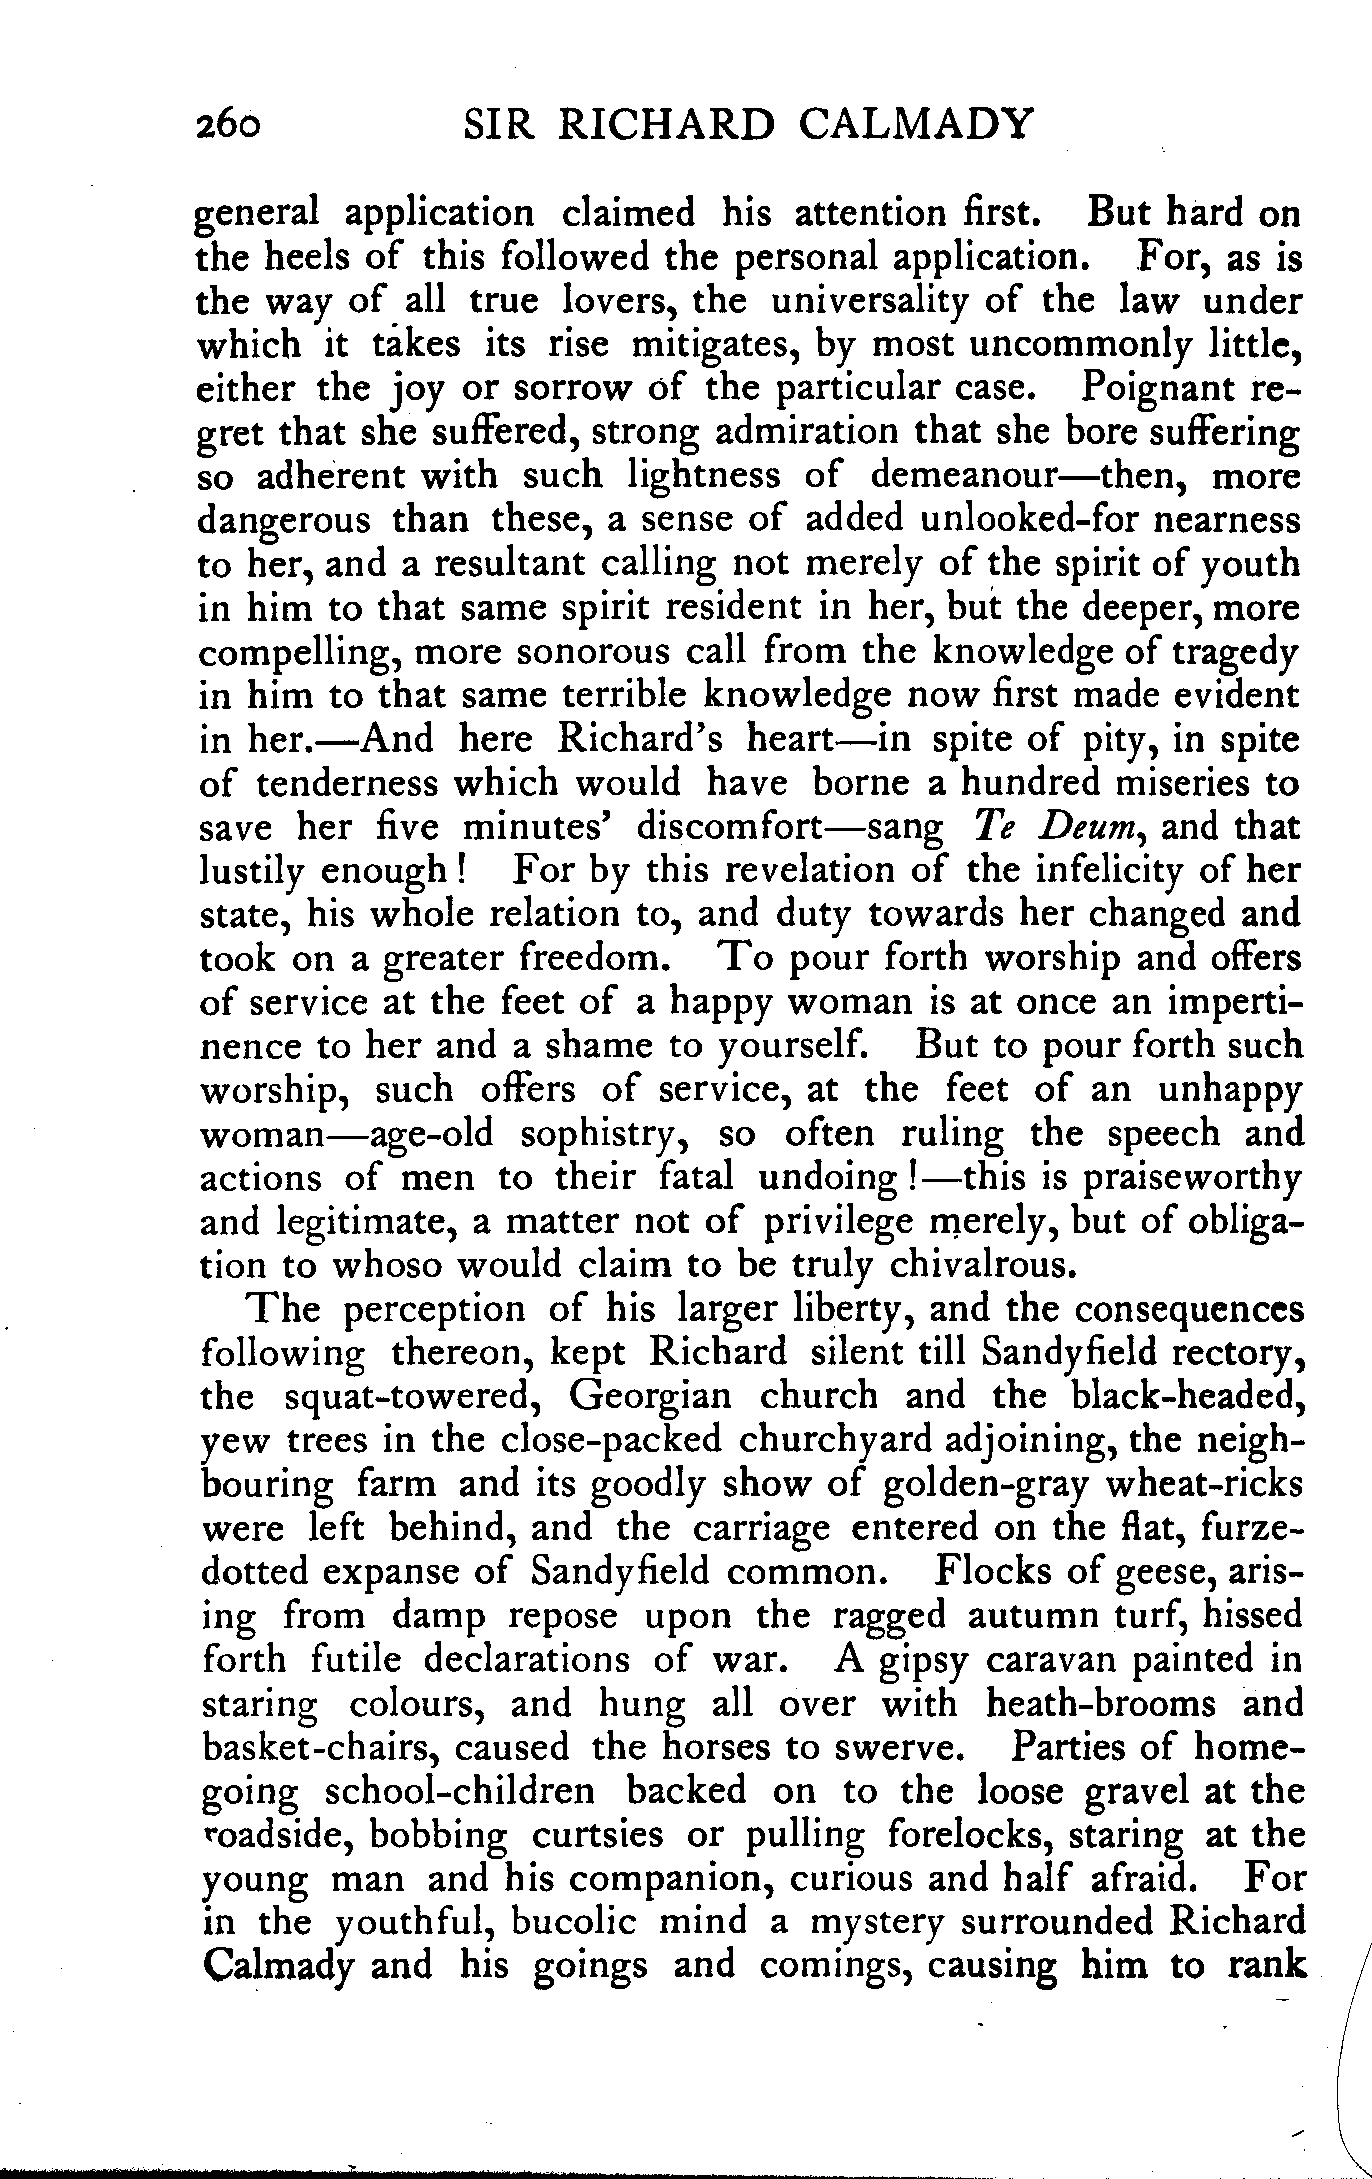 260 SIR RICHARD CALMADY
general application claimed his attention first. But hard on
the heels of this followed the personal application. For, as is
the way of all true lovers, the universality of the law under
which it takes its rise mitigates, by most uncommonly little,
either the joy or sorrow of the particular case. Poignant re-
gret that she suffered, strong admiration that she bore suffering
so adherent with such lightness of demeanour—then, more
dangerous than these, a sense of added unlooked-for nearness
to her, and a resultant calling not merely of the spirit of youth
in him to that same spirit resident in her, but the deeper, more
compelling, more sonorous call from the knowledge of tragedy
in him to that same terrible knowledge now first made evident
in her.—And here Richard's heart—in spite of pity, in spite
of tenderness which would have borne a hundred miseries to
save her five minutes' discomfort—sang Te Deum, and that
lustily enough! For by this revelation of the infelicity of her
state, his whole relation to, and duty towards her changed and
took on a greater freedom. To pour forth worship and offers
of service at the feet of a happy woman is at once an imperti-
nence to her and a shame to yourself. But to pour forth such
worship, such offers of service, at the feet of an unhappy
woman—age-old sophistry, so often ruling the speech and
actions of men to their fatal undoing!—this is praiseworthy
and legitimate, a matter not of privilege merely, but of obliga-
tion to whoso would claim to be truly chivalrous.
The perception of his larger liberty, and the consequences
following thereon, kept Richard silent till Sandyfield rectory,
the squat-towered, Georgian church and the black-headed,
yew trees in the close-packed churchyard adjoining, the neigh-
bouring farm and its goodly show of golden-gray wheat-ricks
were left behind, and the carriage entered on the flat, furze-
dotted expanse of Sandyfield common. Flocks of geese, aris-
ing from damp repose upon the ragged autumn turf, hissed
forth futile declarations of war. A gipsy caravan painted in
staring colours, and hung all over with heath-brooms and
basket-chairs, caused the horses to swerve. Parties of home-
going school-children backed on to the loose gravel at the
roadside, bobbing curtsies or pulling forelocks, staring at the
young man and his companion, curious and half afraid. For
in the youthful, bucolic mind a mystery surrounded Richard
Calmady and his goings and comings, causing him to rank